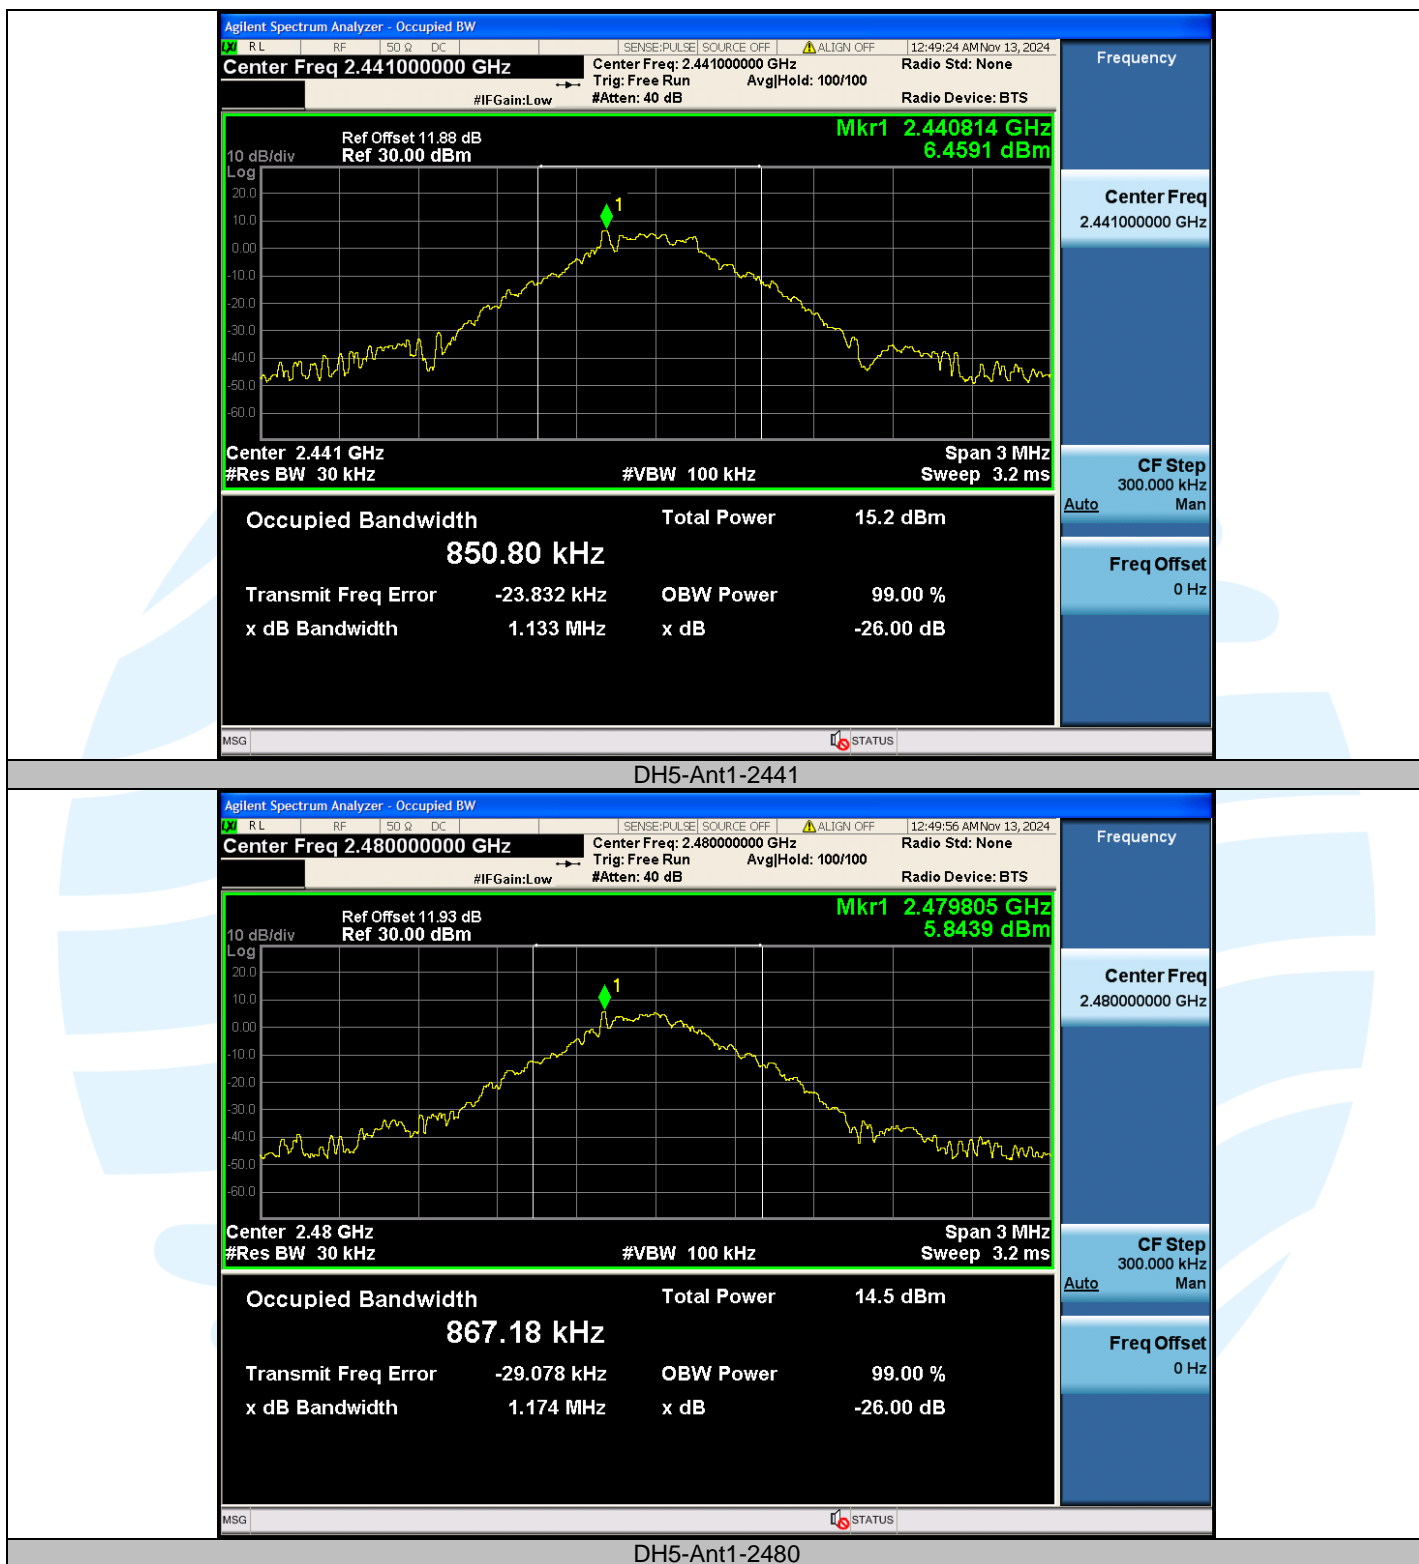 Agilent Spectrum Analyzer - Occupied BW
LXI RL RF 50 Ω DC SENSE:PULSE SOURCE OFF ALIGN OFF 12:49:24 AM Nov 13, 2024
Center Freq 2.441000000 GHz Center Freq: 2.441000000 GHz Radio Std: None
Trig: Free Run Avg|Hold: 100/100
#IFGain:Low #Atten: 40 dB Radio Device: BTS
Frequency
Mkr1 2.440814 GHz
Ref Offset 11.88 dB
10 dB/div Ref 30.00 dBm 6.4591 dBm
Log
20.0
1
10.0
0.00
-10.0
-20.0
-30.0
-40.0
-50.0
-60.0
Center 2.441 GHz Span 3 MHz
#Res BW 30 kHz #VBW 100 kHz Sweep 3.2 ms
Center Freq
2.441000000 GHz
CF Step
300.000 kHz
Auto Man
Freq Offset
0 Hz
Occupied Bandwidth Total Power 15.2 dBm
850.80 kHz
Transmit Freq Error -23.832 kHz OBW Power 99.00 %
x dB Bandwidth 1.133 MHz x dB -26.00 dB
MSG STATUS
DH5-Ant1-2441
Agilent Spectrum Analyzer - Occupied BW
LXI RL RF 50 Ω DC SENSE:PULSE SOURCE OFF ALIGN OFF 12:49:56 AM Nov 13, 2024
Center Freq 2.480000000 GHz Center Freq: 2.480000000 GHz Radio Std: None
Trig: Free Run Avg|Hold: 100/100
#IFGain:Low #Atten: 40 dB Radio Device: BTS
Frequency
Mkr1 2.479805 GHz
Ref Offset 11.93 dB
10 dB/div Ref 30.00 dBm 5.8439 dBm
Log
20.0
1
10.0
0.00
-10.0
-20.0
-30.0
-40.0
-50.0
-60.0
Center 2.48 GHz Span 3 MHz
#Res BW 30 kHz #VBW 100 kHz Sweep 3.2 ms
Center Freq
2.480000000 GHz
CF Step
300.000 kHz
Auto Man
Freq Offset
0 Hz
Occupied Bandwidth Total Power 14.5 dBm
867.18 kHz
Transmit Freq Error -29.078 kHz OBW Power 99.00 %
x dB Bandwidth 1.174 MHz x dB -26.00 dB
MSG STATUS
DH5-Ant1-2480